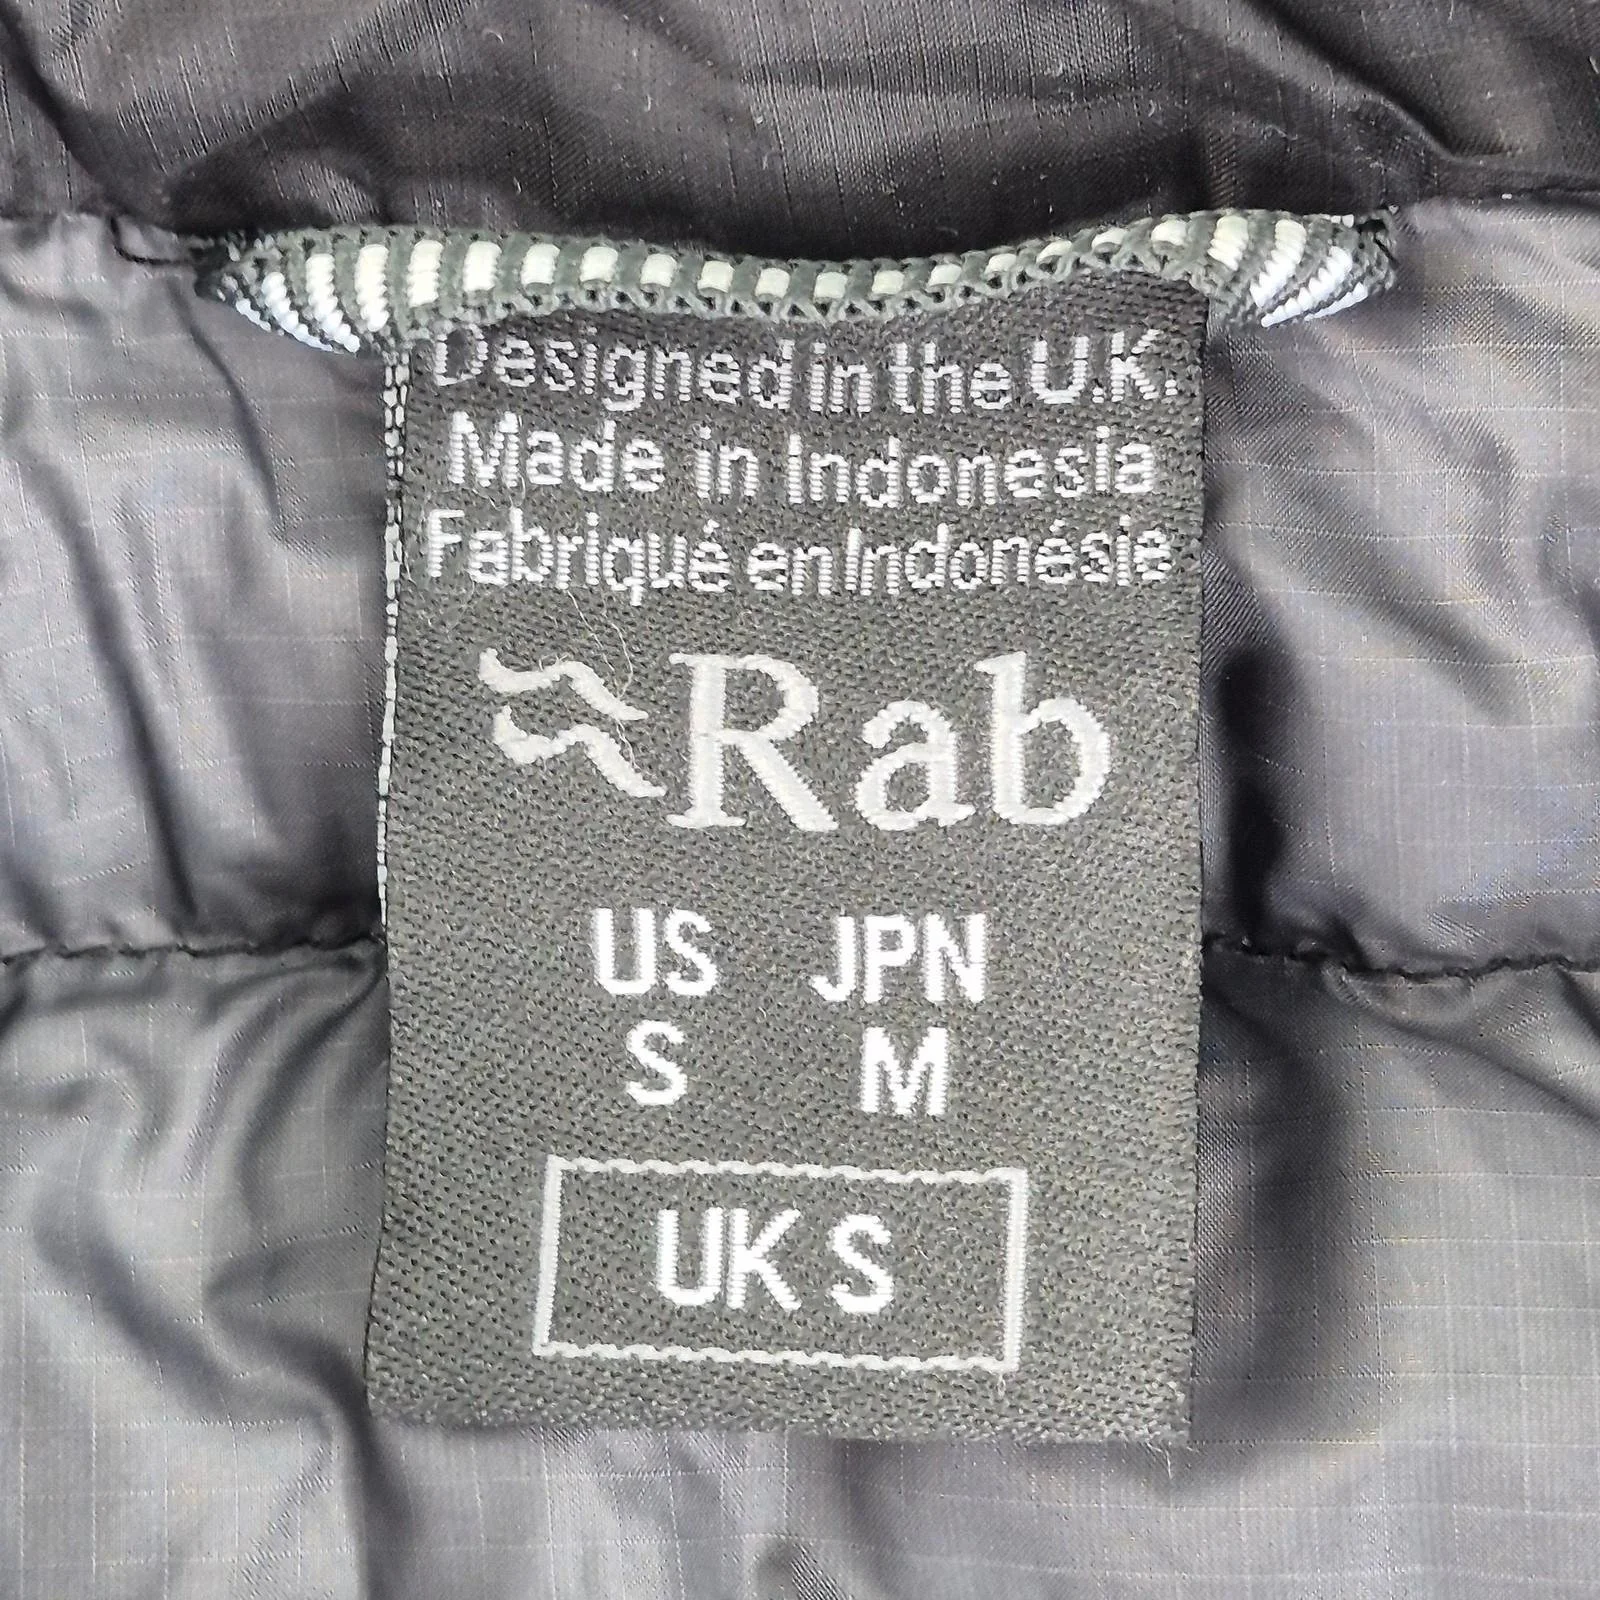 Designed in the U.K.
Made in Indonesia
Fabriqué en Indonésie
Rab
US JPN
S M
UK S